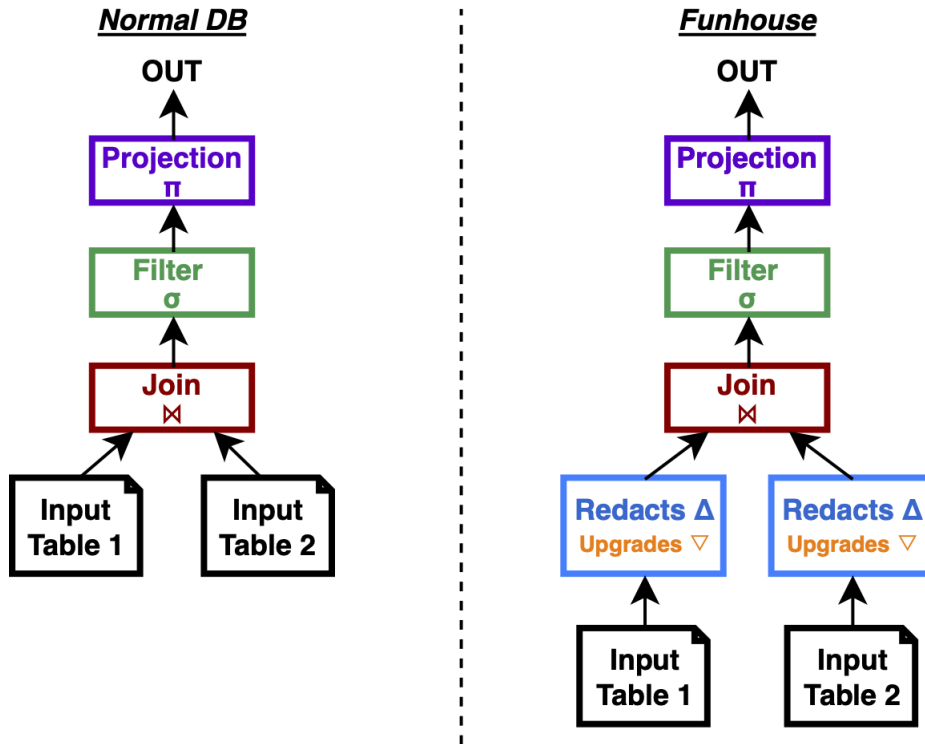 Normal DB
OUT
Projection
π
Filter
σ
Join
⋈
Input
Table 1
Input
Table 2
Funhouse
OUT
Projection
π
Filter
σ
Join
⋈
Redacts Δ
Upgrades ▽
Redacts Δ
Upgrades ▽
Input
Table 1
Input
Table 2